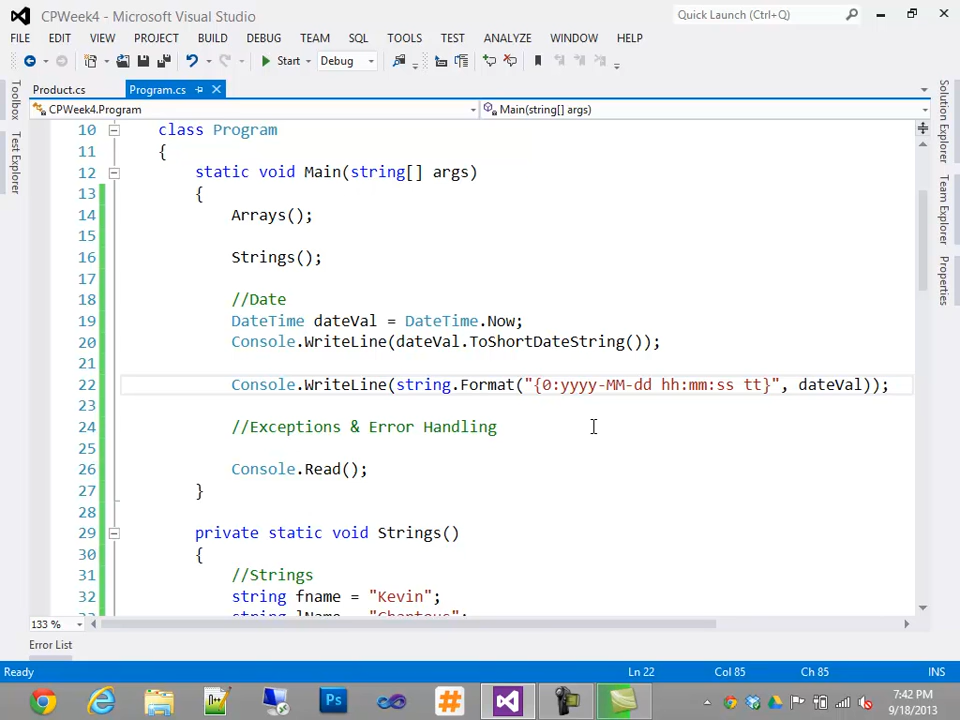 CPWeek4 - Microsoft Visual Studio
Quick Launch (Ctrl+Q)
FILE EDIT VIEW PROJECT BUILD DEBUG TEAM SQL TOOLS TEST ANALYZE WINDOW HELP
Start Debug
Product.cs Program.cs
CPWeek4.Program Main(string[] args)
Toolbox
Test Explorer
Solution Explorer
Team Explorer
Properties
10 class Program
11 {
12 static void Main(string[] args)
13 {
14 Arrays();
15
16 Strings();
17
18 //Date
19 DateTime dateVal = DateTime.Now;
20 Console.WriteLine(dateVal.ToShortDateString());
21
22 Console.WriteLine(string.Format("{0:yyyy-MM-dd hh:mm:ss tt}", dateVal));
23
24 //Exceptions & Error Handling
25
26 Console.Read();
27 }
28
29 private static void Strings()
30 {
31 //Strings
32 string fname = "Kevin";
133 %
Error List
Ready Ln 22 Col 85 Ch 85 INS
Ps
7:42 PM
9/18/2013